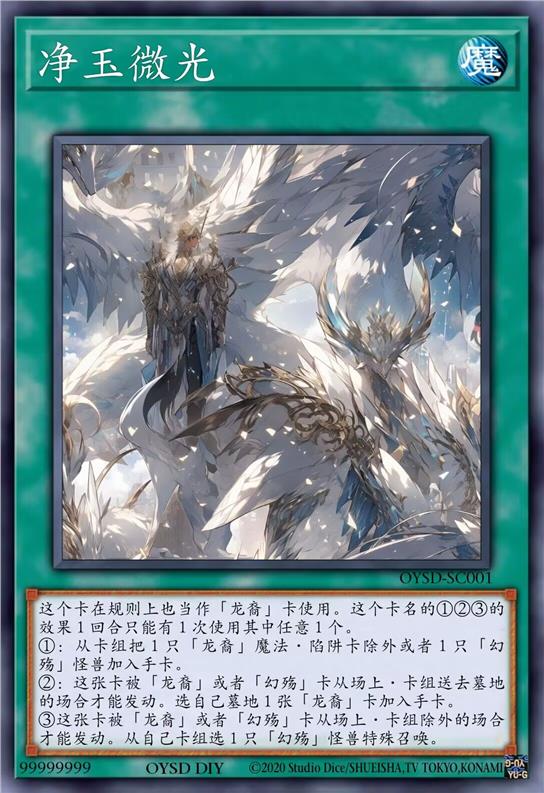 净玉微光
魔
OYSD-SC001
这个卡在规则上也当作「龙裔」卡使用。这个卡名的①②③的
效果1回合只能有1次使用其中任意1个。
①：从卡组把1只「龙裔」魔法·陷阱卡除外或者1只「幻
殇」怪兽加入手卡。
②：这张卡被「龙裔」或者「幻殇」卡从场上·卡组送去墓地
的场合才能发动。选自己墓地1张「龙裔」卡加入手卡。
③这张卡被「龙裔」或者「幻殇」卡从场上·卡组除外的场合
才能发动。从自己卡组选1只「幻殇」怪兽特殊召唤。
99999999 OYSD DIY ©2020 Studio Dice/SHUEISHA,TV TOKYO,KONAMI